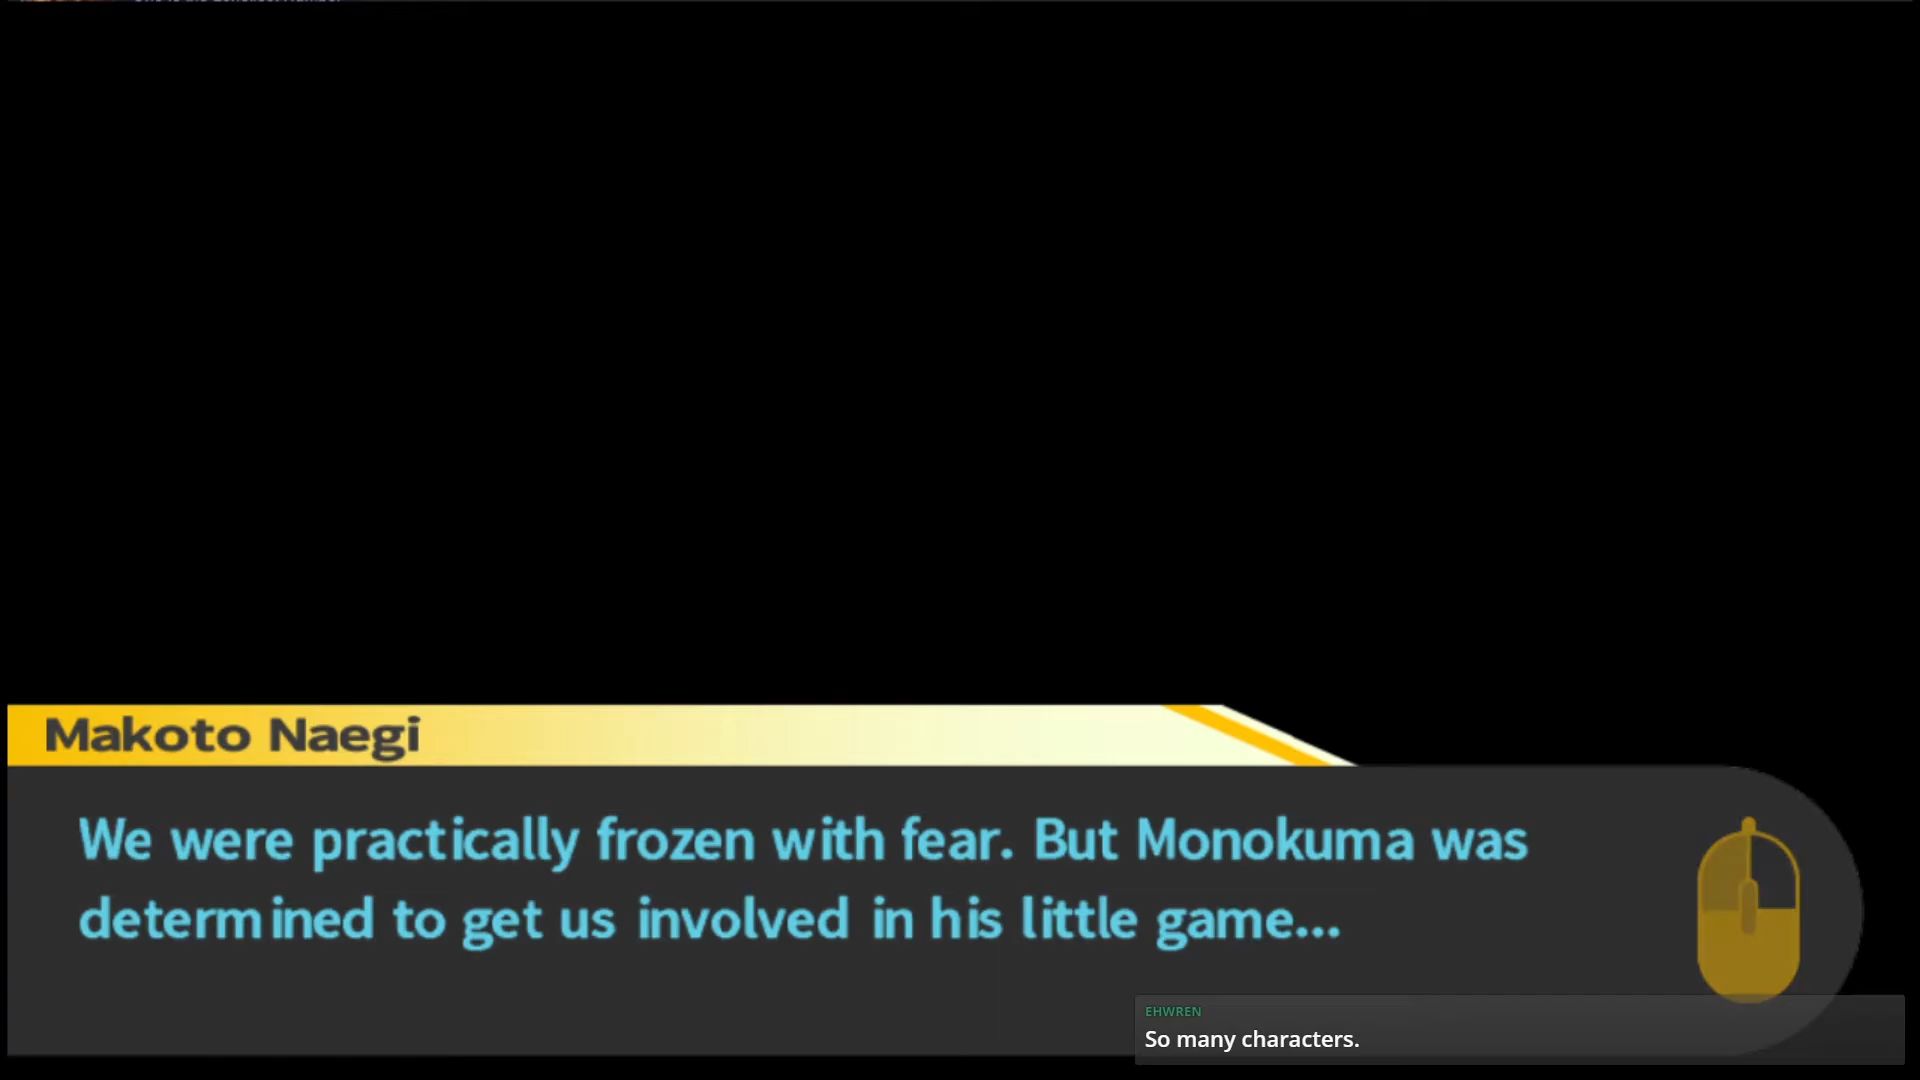 Makoto Naegi
We were practically frozen with fear. But Monokuma was
determined to get us involved in his little game...
EHWREN
So many characters.